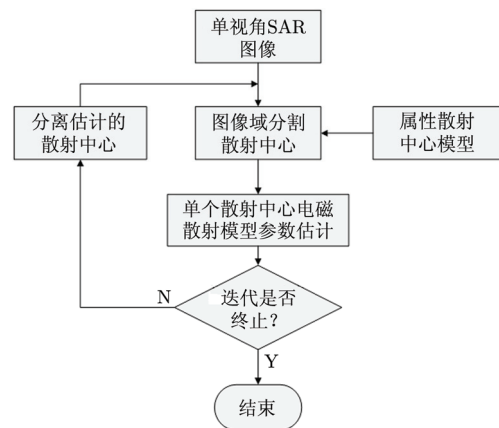 单视角SAR
图像
分离估计的
散射中心
图像域分割
散射中心
属性散射
中心模型
单个散射中心电磁
散射模型参数估计
N
迭代是否
终止?
Y
结束